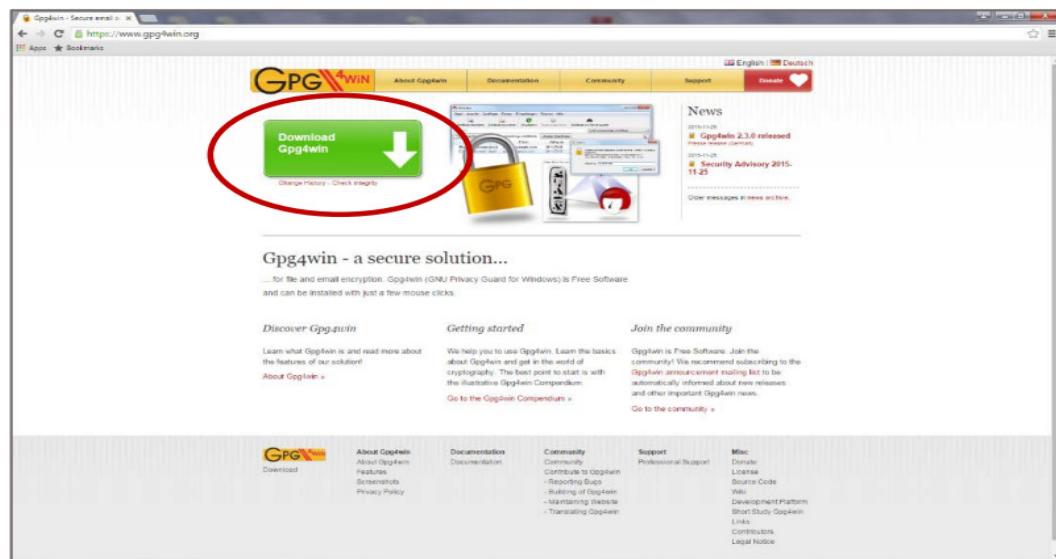 Gpg4win - Secure email a
https://www.gpg4win.org
Apps Bookmarks
English | Deutsch
GPG4WiN
About Gpg4win Documentation Community Support Donate
Download
Gpg4win
Change History - Check integrity
GPG
News
2015-11-25
Gpg4win 2.3.0 released
Press release (German)
2015-11-25
Security Advisory 2015-
11-25
Older messages in news archive.
Gpg4win - a secure solution...
... for file and email encryption. Gpg4win (GNU Privacy Guard for Windows) is Free Software
and can be installed with just a few mouse clicks.
Discover Gpg4win
Learn what Gpg4win is and read more about
the features of our solution!
About Gpg4win »
Getting started
We help you to use Gpg4win. Learn the basics
about Gpg4win and get in the world of
cryptography. The best point to start is with
the illustrative Gpg4win Compendium.
Go to the Gpg4win Compendium »
Join the community
Gpg4win is Free Software. Join the
community! We recommend subscribing to the
Gpg4win announcement mailing list to be
automatically informed about new releases
and other important Gpg4win news.
Go to the community »
GPG4WiN
Download
About Gpg4win
About Gpg4win
Features
Screenshots
Privacy Policy
Documentation
Documentation
Community
Community
Contribute to Gpg4win
- Reporting Bugs
- Building of Gpg4win
- Maintaining Website
- Translating Gpg4win
Support
Professional Support
Misc
Donate
License
Source Code
Wiki
Development Platform
Short Study Gpg4win
Links
Contributors
Legal Notice